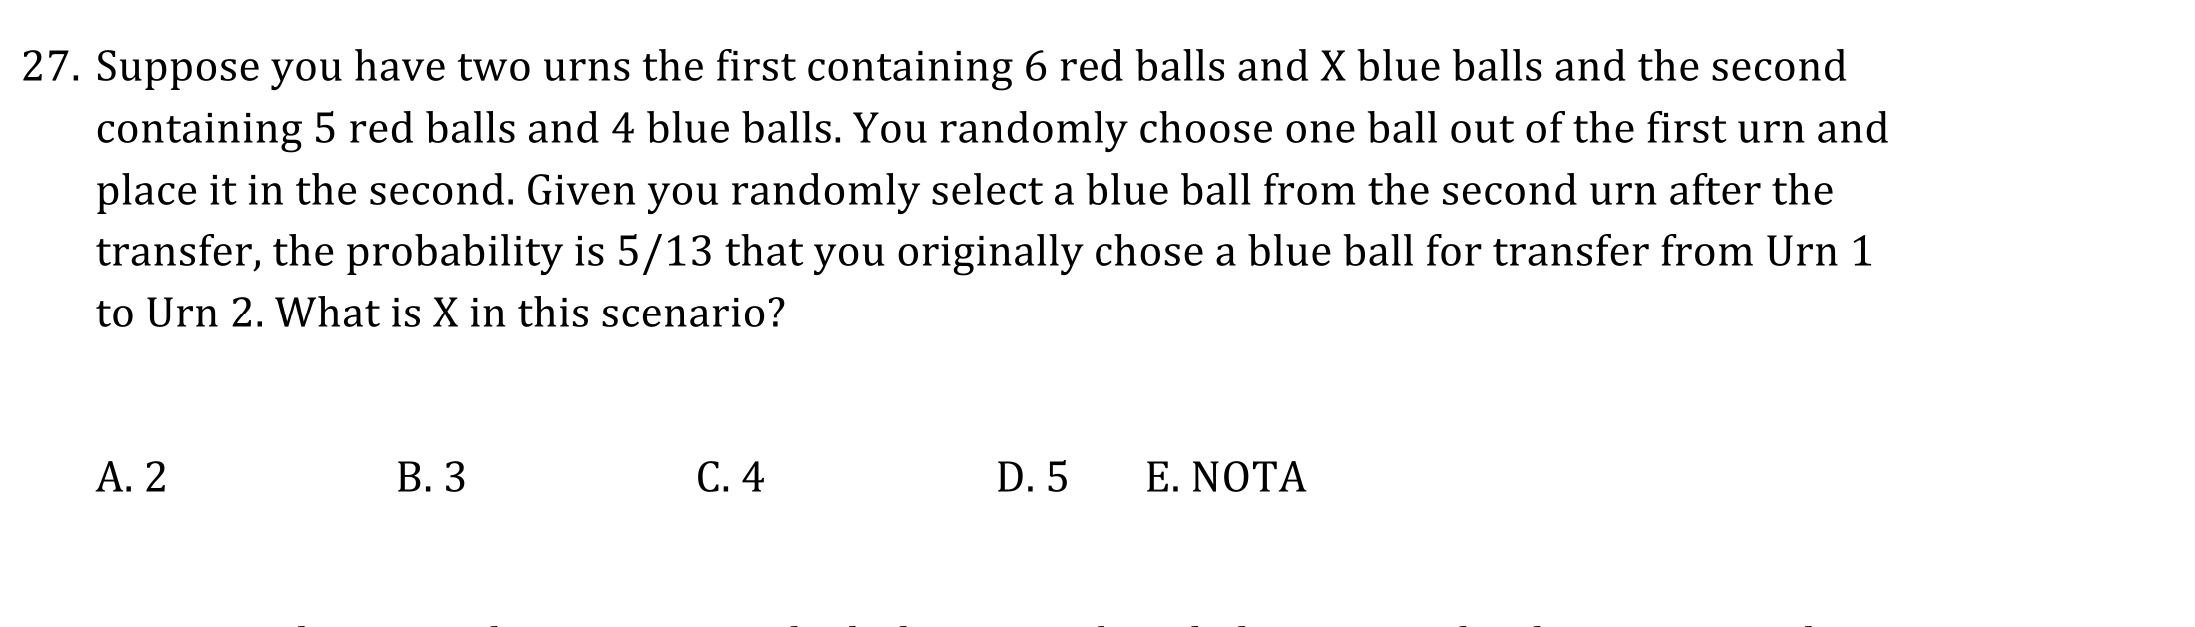 27. Suppose you have two urns the first containing 6 red balls and X blue balls and the second
containing 5 red balls and 4 blue balls. You randomly choose one ball out of the first urn and
place it in the second. Given you randomly select a blue ball from the second urn after the
transfer, the probability is 5/13 that you originally chose a blue ball for transfer from Urn 1
to Urn 2. What is X in this scenario?
A. 2 B. 3 C. 4 D. 5 E. NOTA